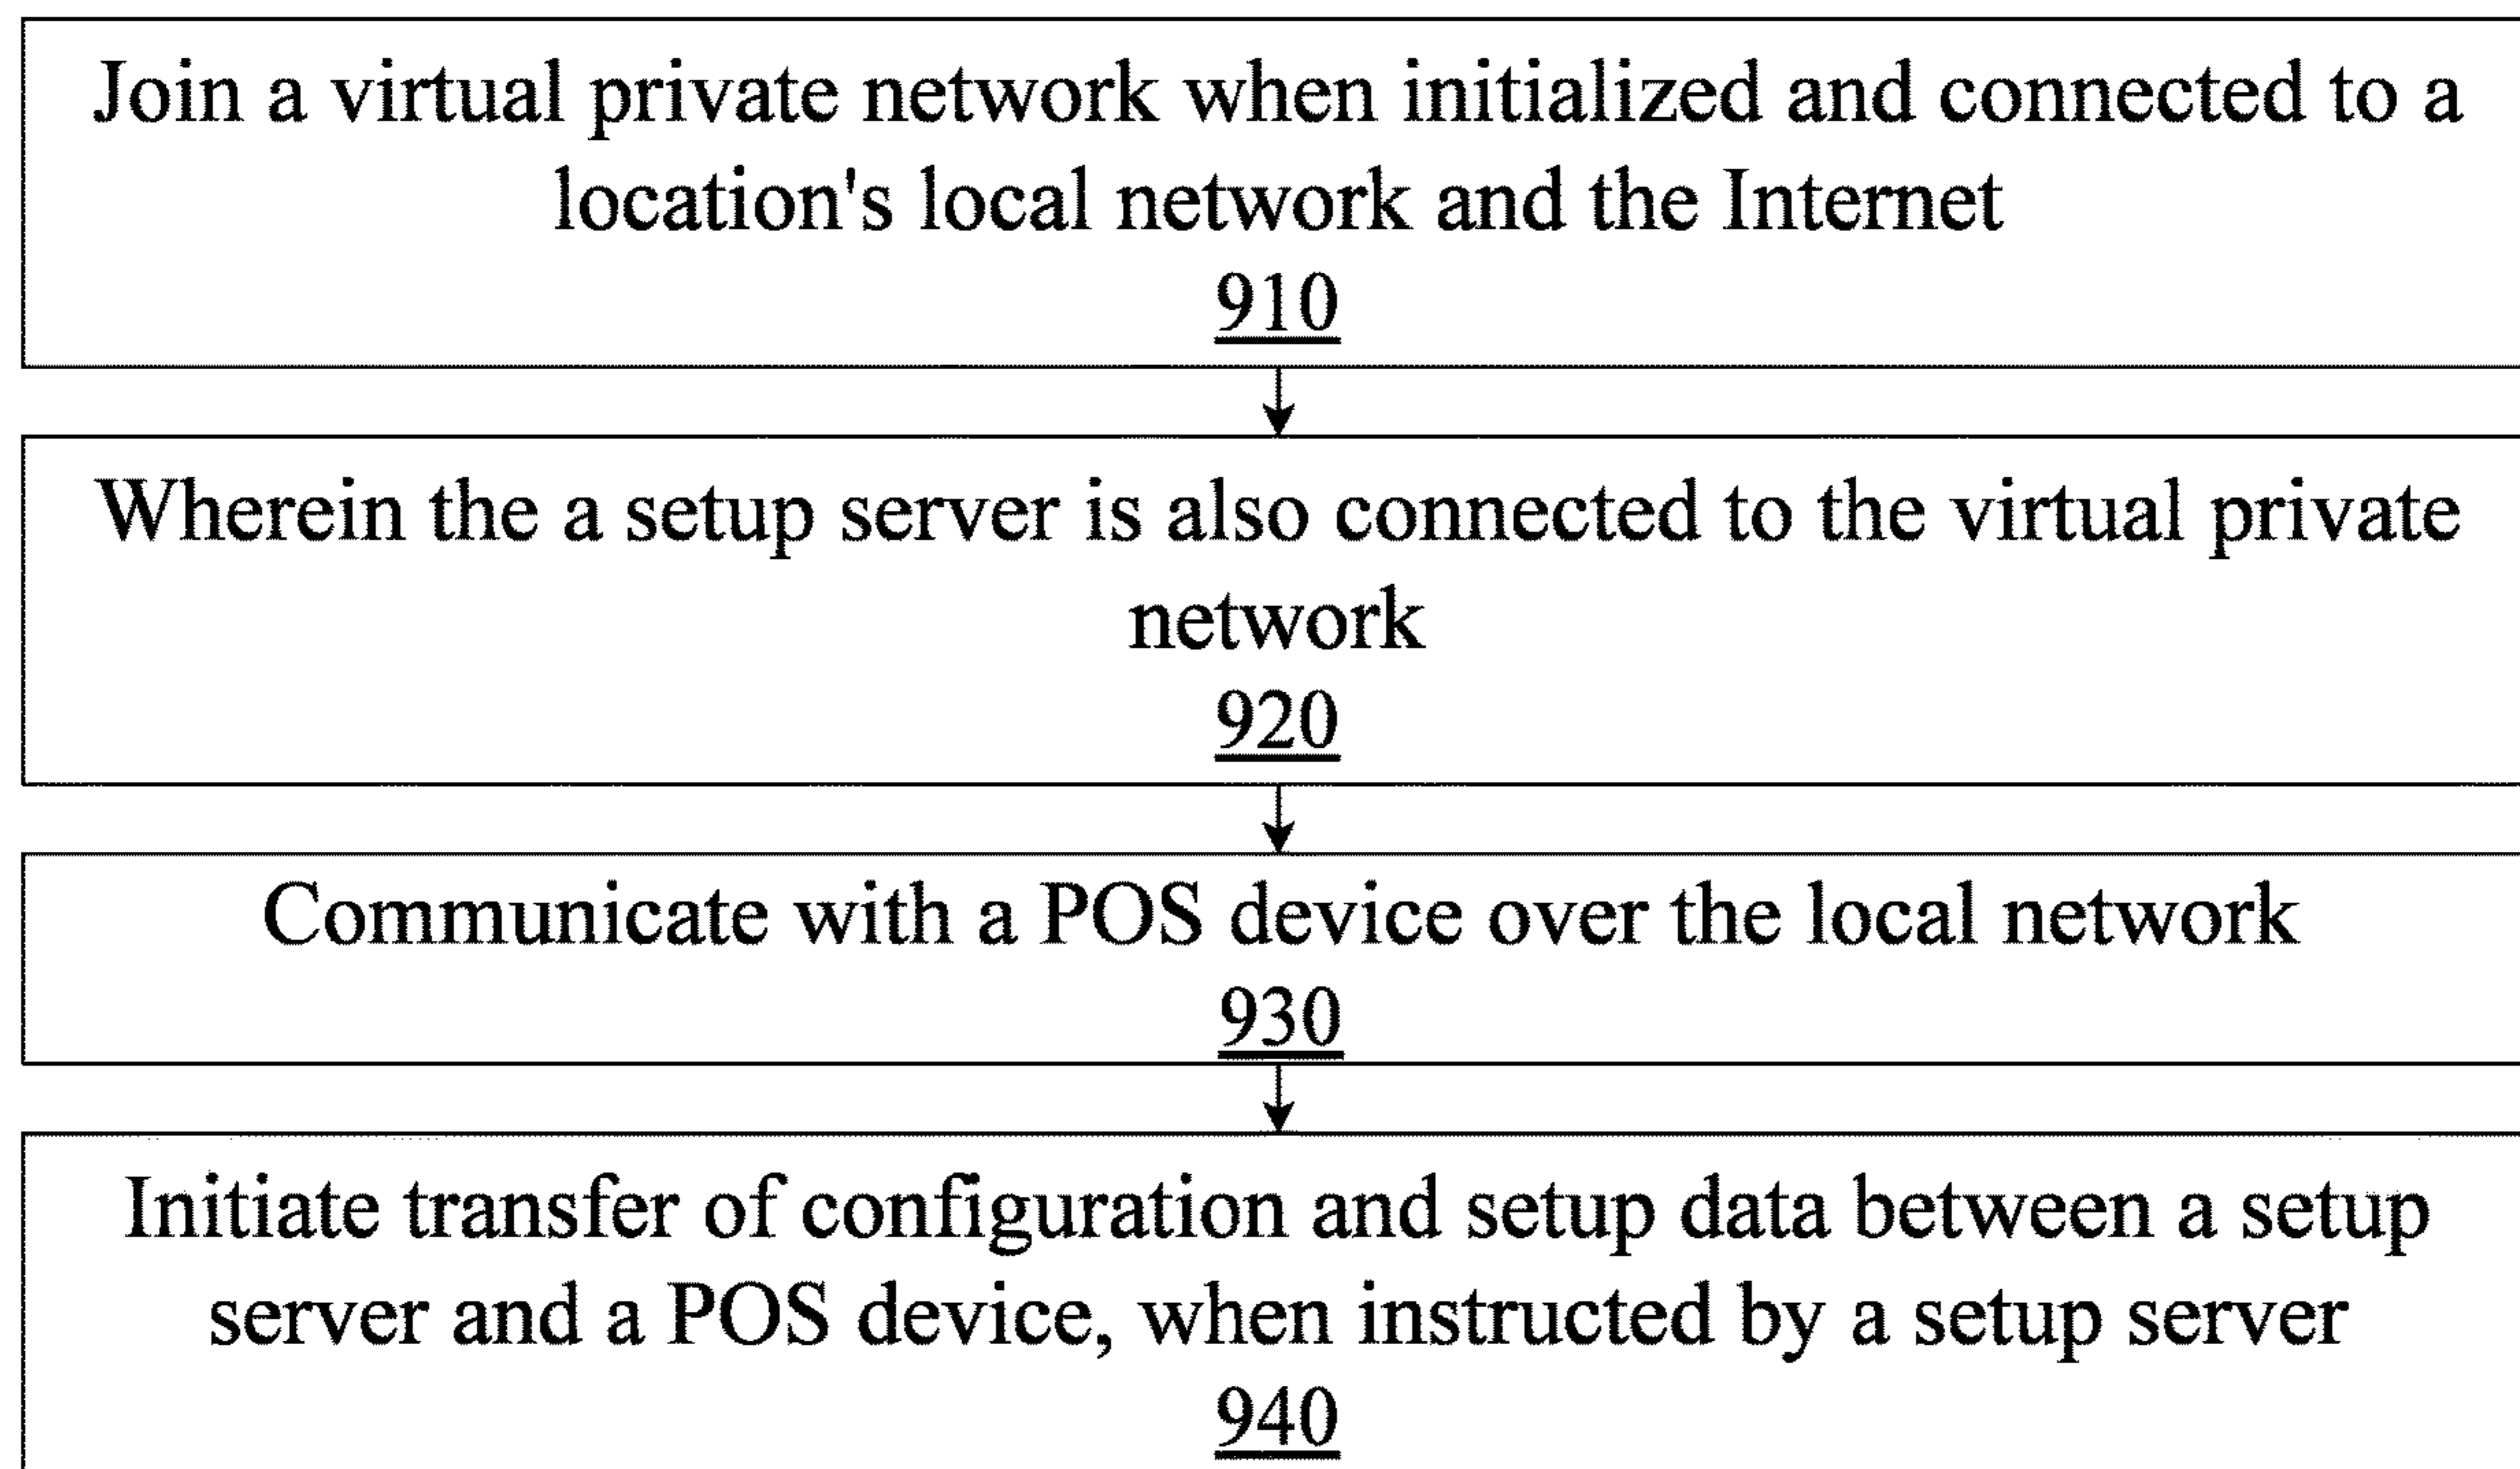 Join a virtual private network when initialized and connected to a
location's local network and the Internet
910
Wherein the a setup server is also connected to the virtual private
network
920
Communicate with a POS device over the local network
930
Initiate transfer of configuration and setup data between a setup
server and a POS device, when instructed by a setup server
940